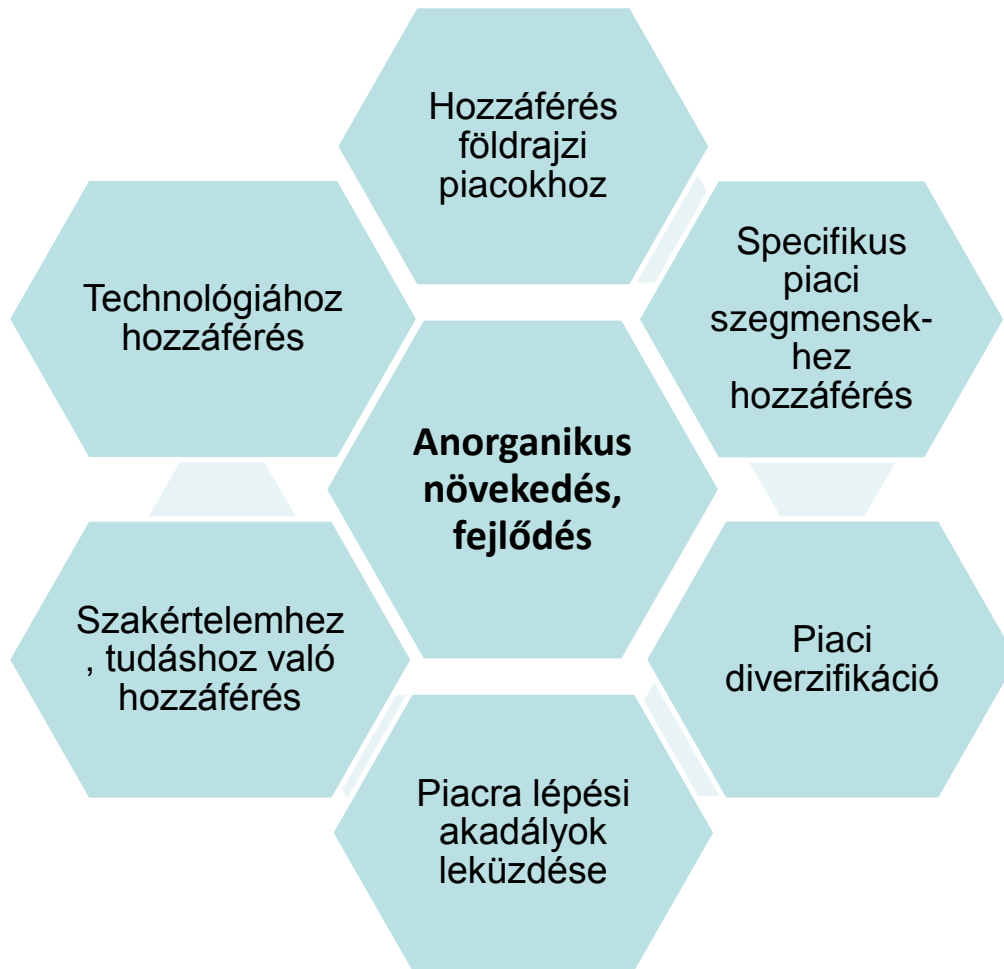 Hozzáférés
földrajzi
piacokhoz
Specifikus
piaci
szegmensek-
hez
hozzáférés
Technológiához
hozzáférés
Anorganikus
növekedés,
fejlődés
Szakértelemhez
, tudáshoz való
hozzáférés
Piaci
diverzifikáció
Piacra lépési
akadályok
leküzdése